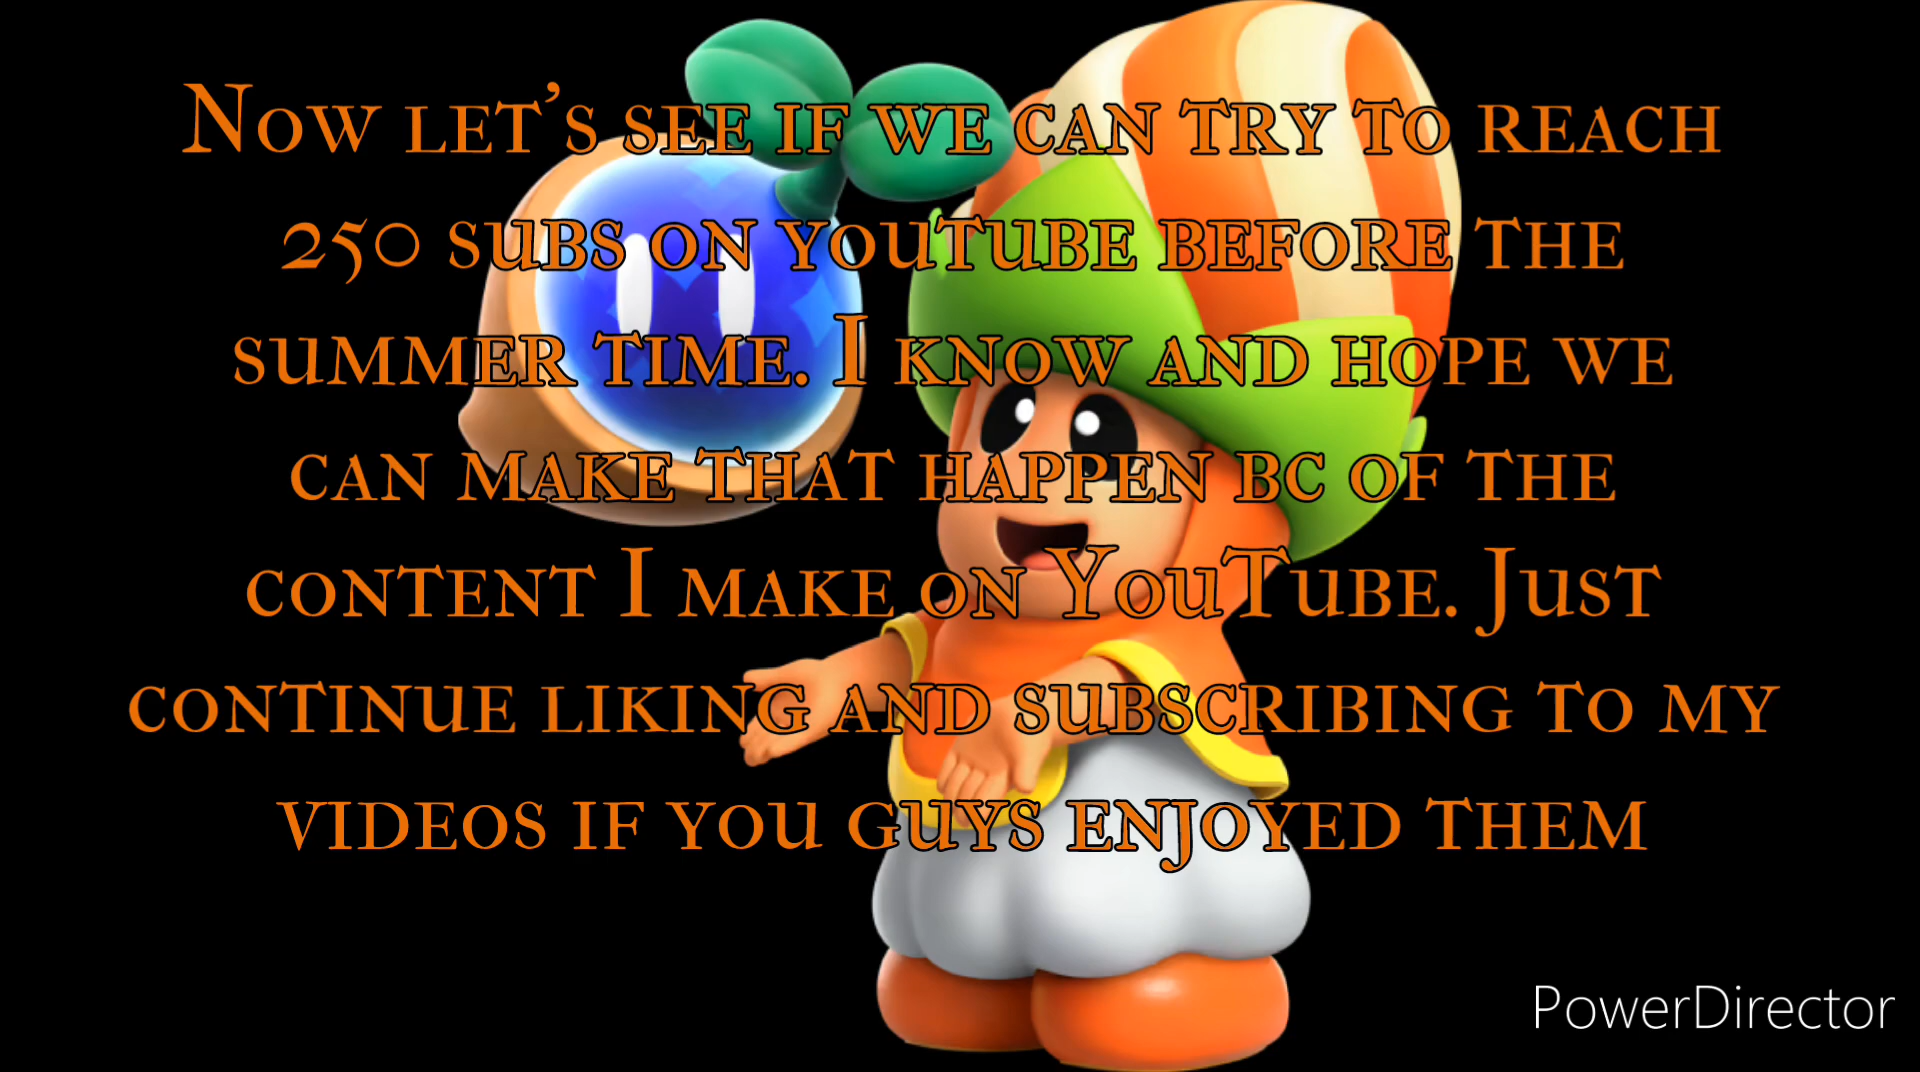 Now let's see if we can try to reach
250 subs on youtube before the
summer time. I know and hope we
can make that happen bc of the
content I make on YouTube. Just
continue liking and subscribing to my
videos if you guys enjoyed them
PowerDirector